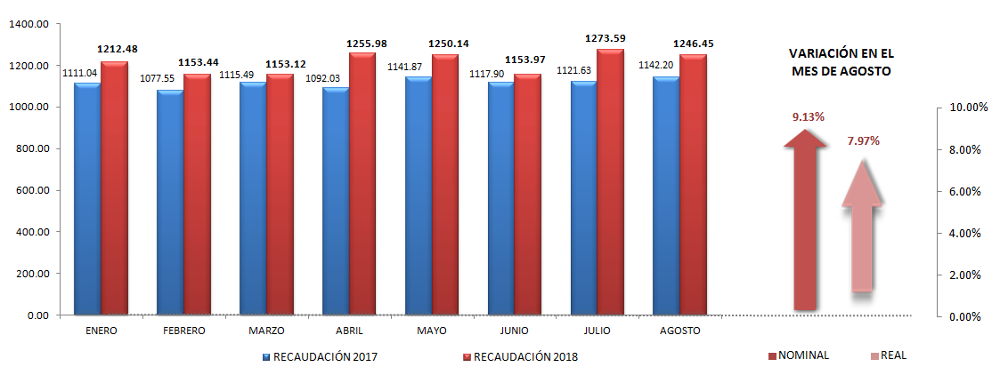 1400.00
1200.00
1000.00
800.00
600.00
400.00
200.00
0.00
1111.04
1212.48
1077.55
1153.44
1115.49
1153.12
1092.03
1255.98
1141.87
1250.14
1117.90
1153.97
1121.63
1273.59
1142.20
1246.45
ENERO
FEBRERO
MARZO
ABRIL
MAYO
JUNIO
JULIO
AGOSTO
RECAUDACIÓN 2017
RECAUDACIÓN 2018
VARIACIÓN EN EL
MES DE AGOSTO
9.13%
7.97%
10.00%
8.00%
6.00%
4.00%
2.00%
0.00%
NOMINAL
REAL